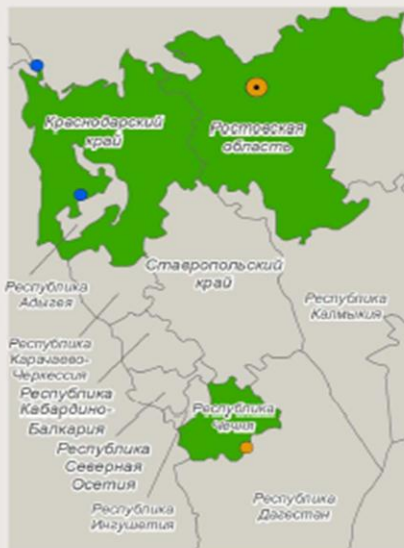 Краснодарский
край
Ростовская
область
Ставропольский
край
Республика
Адыгея
Республика
Калмыкия
Республика
Карачаево-
Черкессия
Республика
Кабардино-
Балкария
Республика
Чечня
Республика
Северная
Осетия
Республика
Ингушетия
Республика
Дагестан